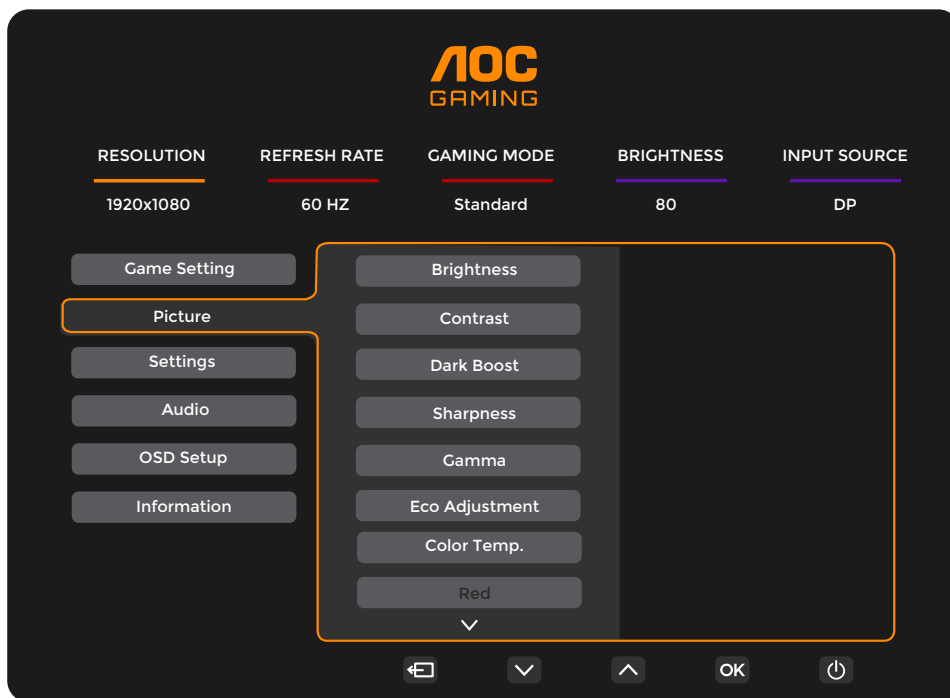 AOC
GAMING
RESOLUTION REFRESH RATE GAMING MODE BRIGHTNESS INPUT SOURCE
1920x1080 60 HZ Standard 80 DP
Game Setting
Picture
Settings
Audio
OSD Setup
Information
Brightness
Contrast
Dark Boost
Sharpness
Gamma
Eco Adjustment
Color Temp.
Red
OK